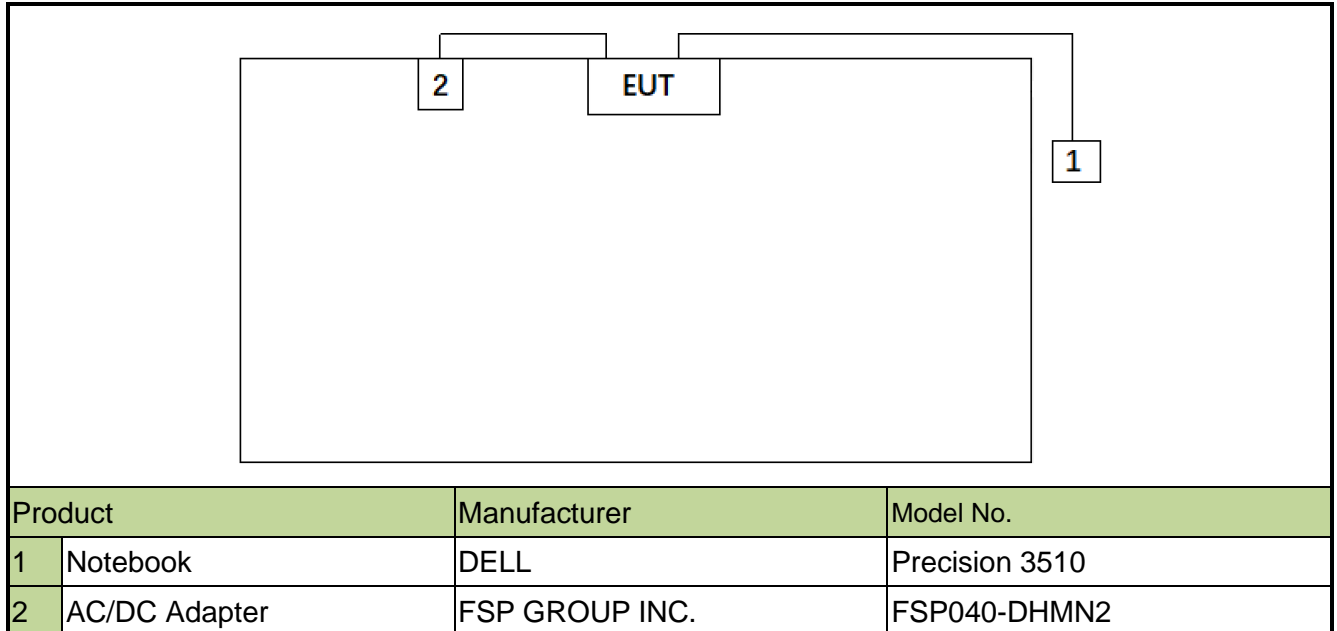 2 EUT
1
Product Manufacturer Model No.
1 Notebook DELL Precision 3510
2 AC/DC Adapter FSP GROUP INC. FSP040-DHMN2